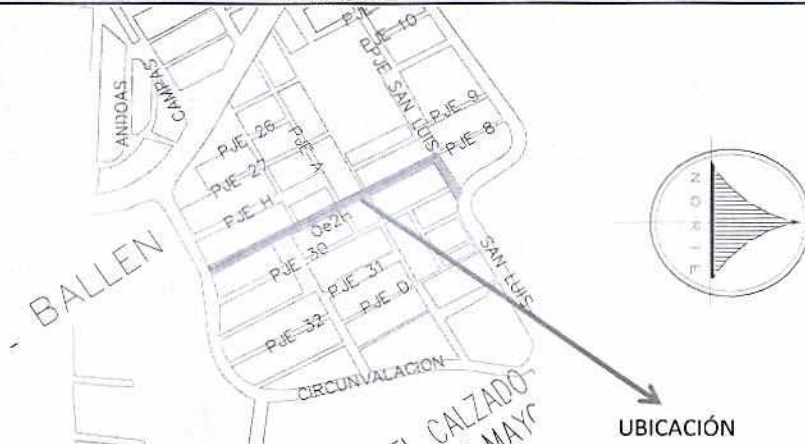 PJE 10
PJE SAN LUIS
PJE 9
PJE 8
ANDOAS
CAMPAS
PJE 26
PJE A
PJE 27
PJE H
Oe2H
PJE 30
PJE 31
PJE D
PJE 32
SAN LUIS
- BALLEN
CIRCUNVALACION
EL CALZADO
MAYO
NORTE
UBICACIÓN